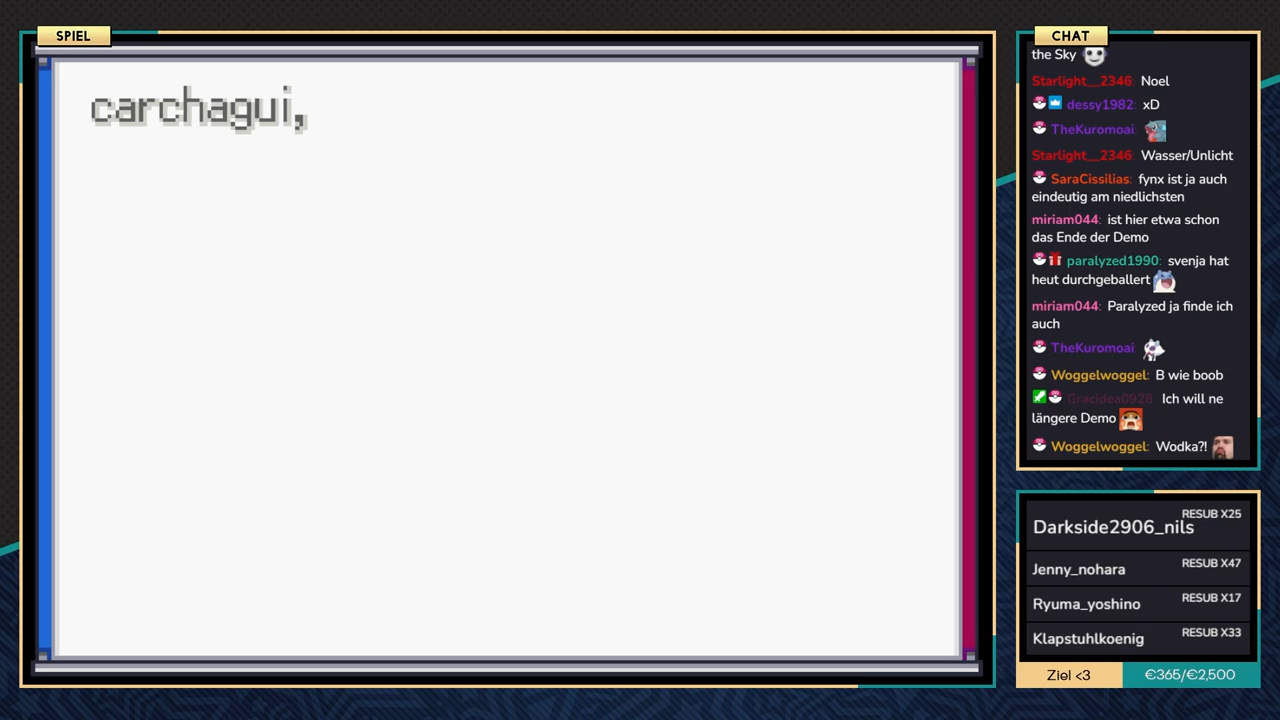 SPIEL
carchagui,
CHAT
the Sky
Starlight__2346: Noel
dessy1982: xD
TheKuromoai:
Starlight__2346: Wasser/Unlicht
SaraCissilias: fynx ist ja auch
eindeutig am niedlichsten
miriam044: ist hier etwa schon
das Ende der Demo
paralyzed1990: svenja hat
heut durchgeballert
miriam044: Paralyzed ja finde ich
auch
TheKuromoai:
Woggelwoggel: B wie boob
Gracidea0928: Ich will ne
längere Demo
Woggelwoggel: Wodka?!
RESUB X25
Darkside2906_nils
Jenny_nohara RESUB X47
Ryuma_yoshino RESUB X17
Klapstuhlkoenig RESUB X33
Ziel <3 €365/€2,500